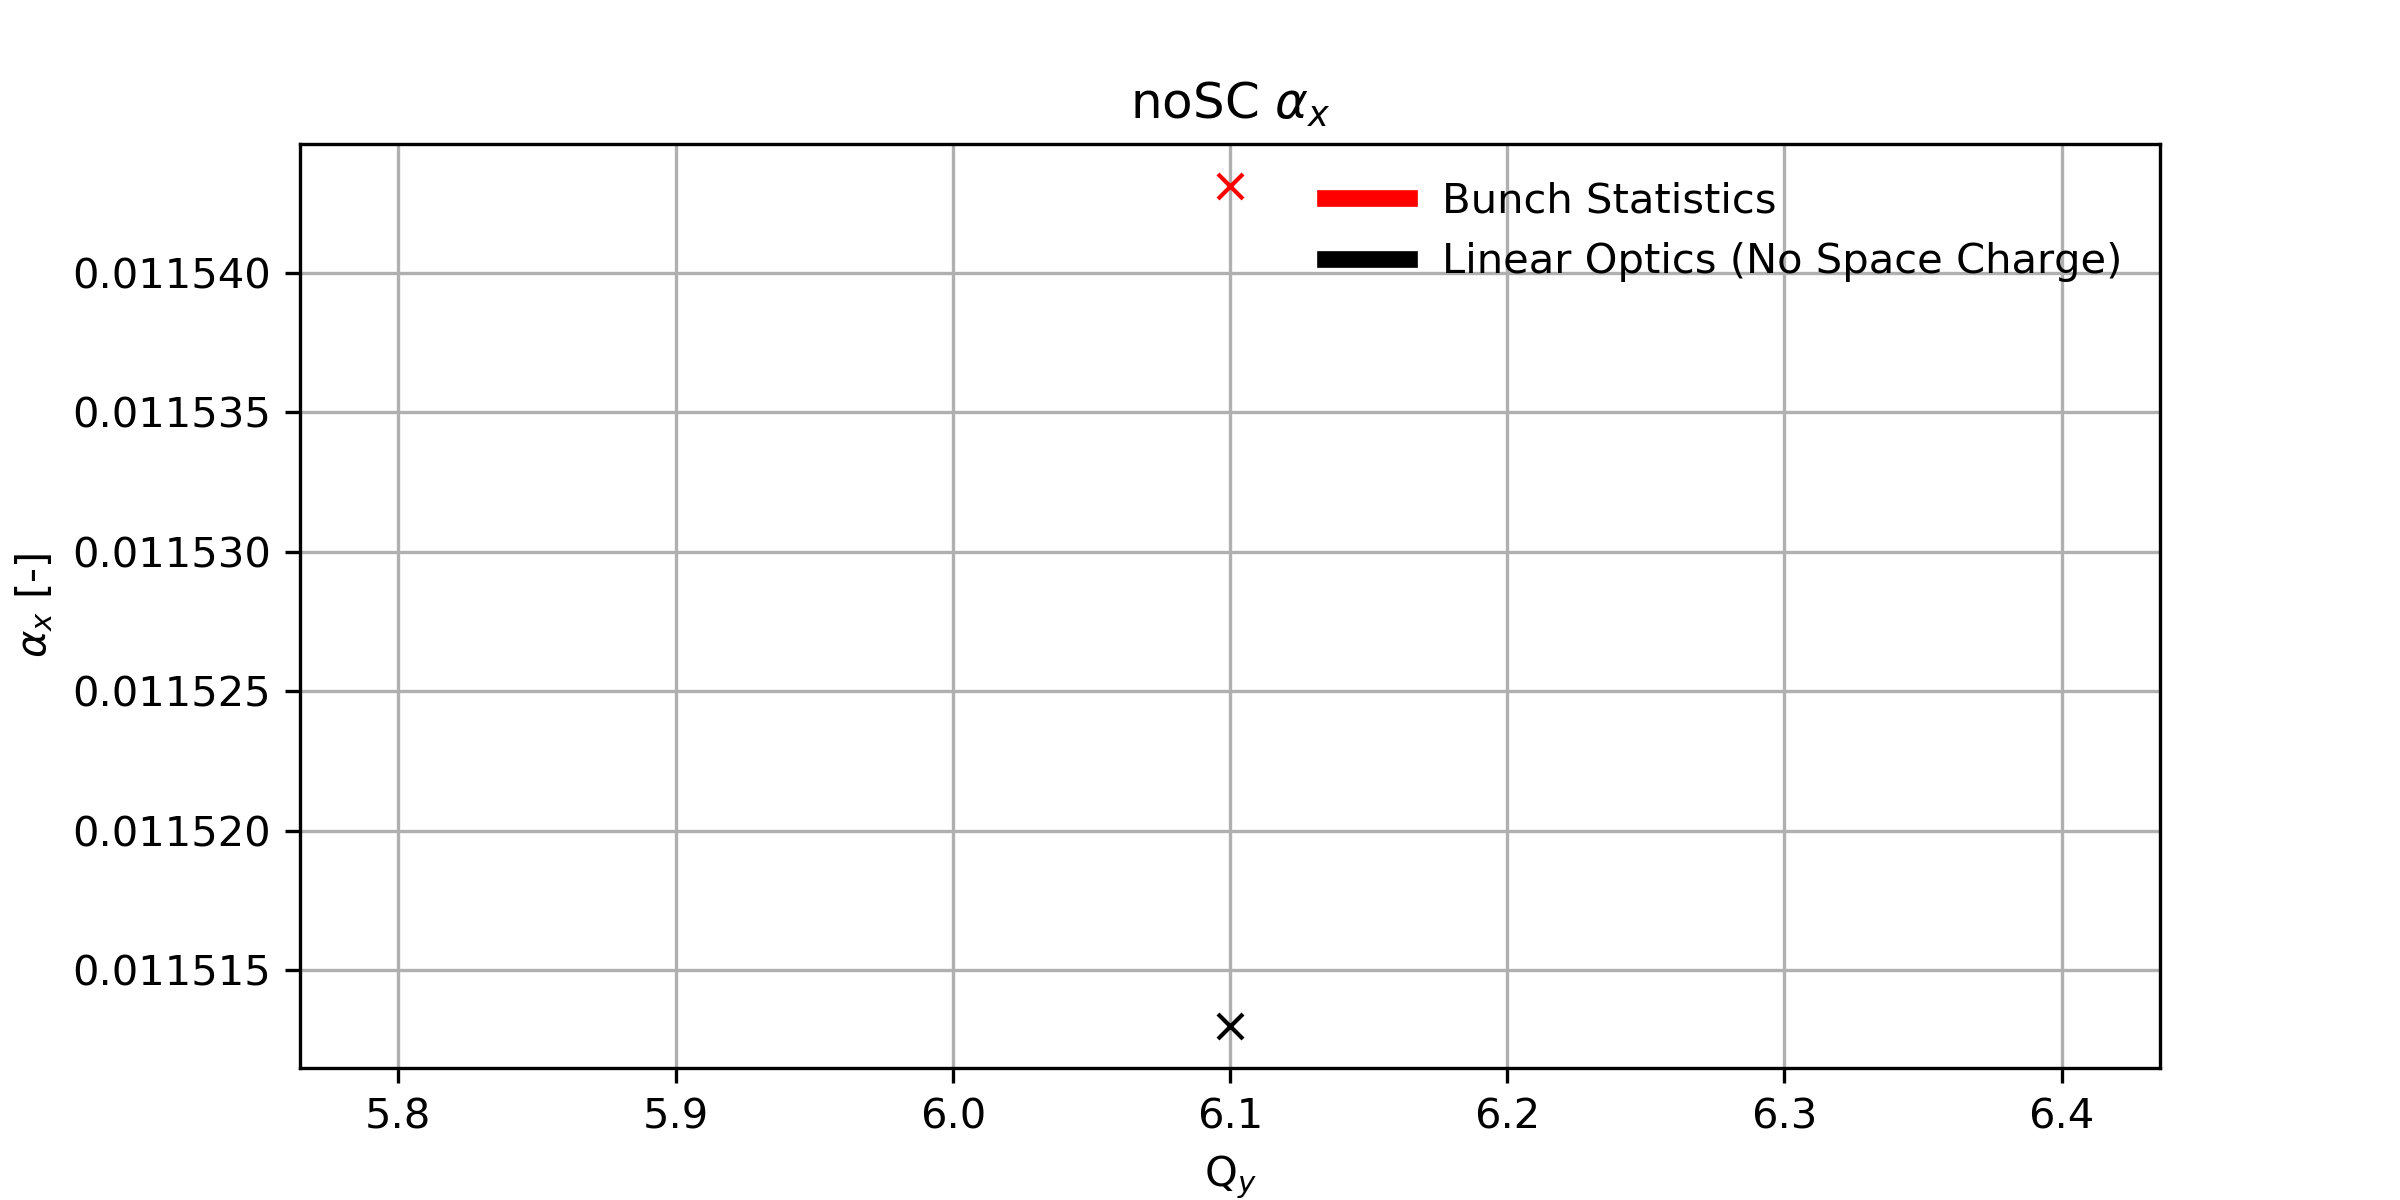 noSC αₓ
Bunch Statistics
Linear Optics (No Space Charge)
0.011540
0.011535
0.011530
0.011525
0.011520
0.011515
αₓ [-]
5.8 5.9 6.0 6.1 6.2 6.3 6.4
Q_y